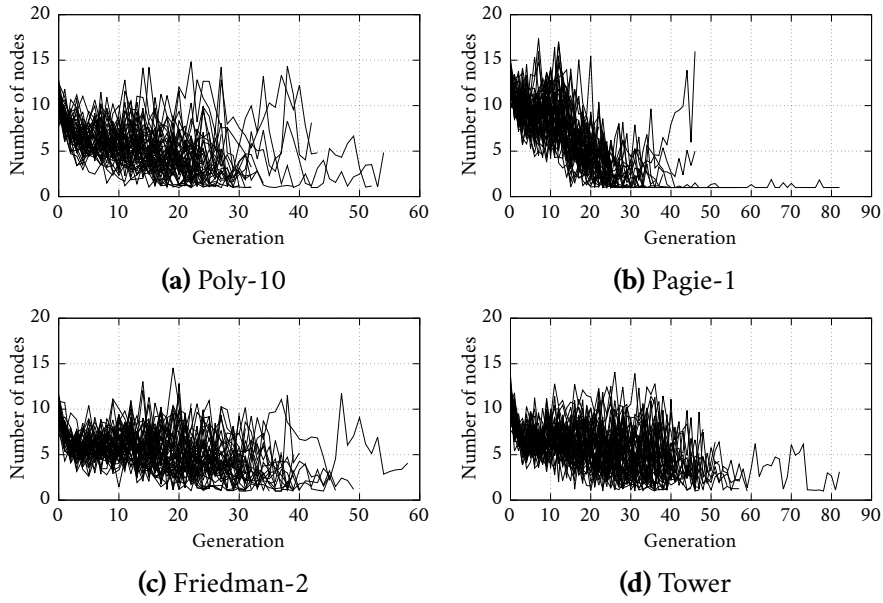 20
15
10
5
0
Number of nodes
0 10 20 30 40 50 60
Generation
(a) Poly-10
20
15
10
5
0
Number of nodes
0 10 20 30 40 50 60 70 80 90
Generation
(b) Pagie-1
20
15
10
5
0
Number of nodes
0 10 20 30 40 50 60
Generation
(c) Friedman-2
20
15
10
5
0
Number of nodes
0 10 20 30 40 50 60 70 80 90
Generation
(d) Tower